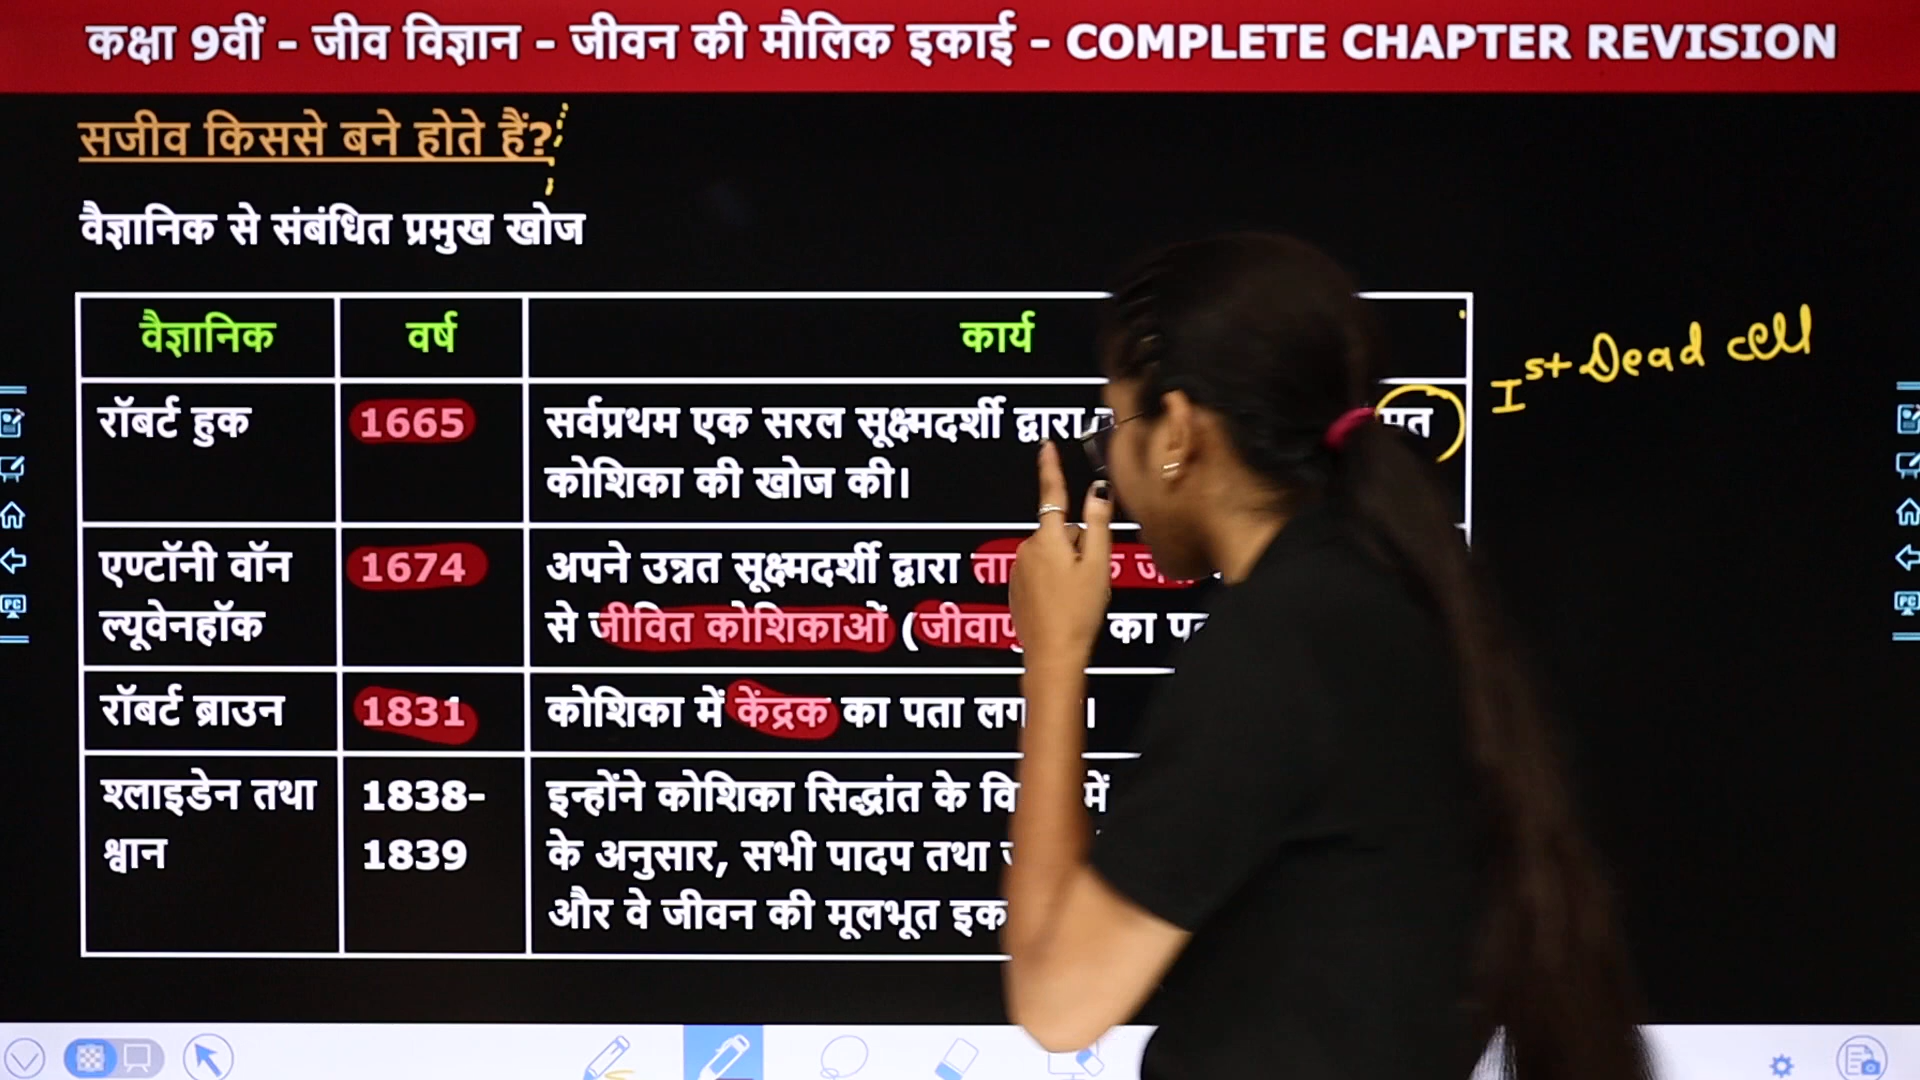 कक्षा 9वीं - जीव विज्ञान - जीवन की मौलिक इकाई - COMPLETE CHAPTER REVISION
सजीव किससे बने होते हैं?
वैज्ञानिक से संबंधित प्रमुख खोज
वैज्ञानिक वर्ष कार्य
रॉबर्ट हुक 1665 सर्वप्रथम एक सरल सूक्ष्मदर्शी द्वारा
कोशिका की खोज की।
Ist Dead cell
एण्टॉनी वॉन 1674 अपने उन्नत सूक्ष्मदर्शी द्वारा
ल्यूवेनहॉक से जीवित कोशिकाओं ( का
रॉबर्ट ब्राउन 1831 कोशिका में केंद्रक का पता
श्लाइडेन तथा 1838- इन्होंने कोशिका सिद्धांत के में
श्वान 1839 के अनुसार, सभी पादप तथा
और वे जीवन की मूलभूत
PC
PC